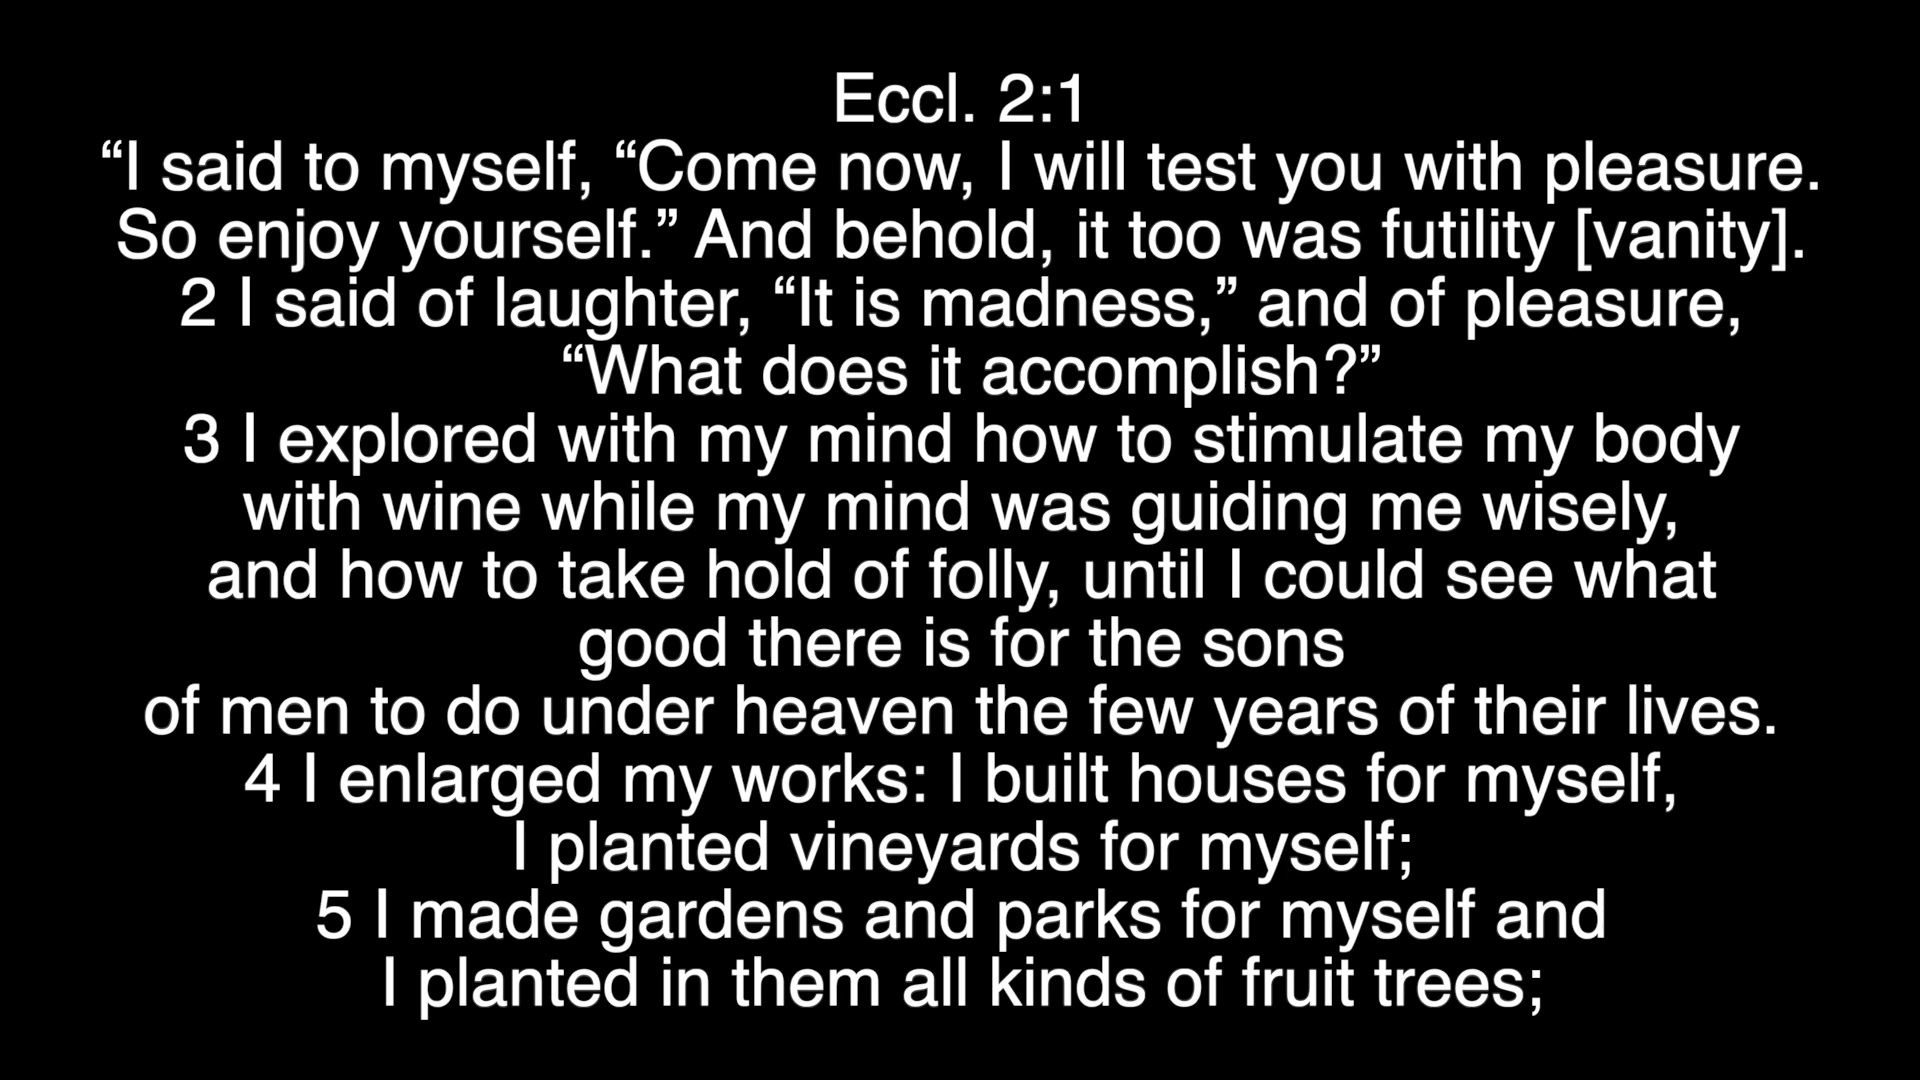 Eccl. 2:1
“I said to myself, “Come now, I will test you with pleasure.
So enjoy yourself.” And behold, it too was futility [vanity].
2 I said of laughter, “It is madness,” and of pleasure,
“What does it accomplish?”
3 I explored with my mind how to stimulate my body
with wine while my mind was guiding me wisely,
and how to take hold of folly, until I could see what
good there is for the sons
of men to do under heaven the few years of their lives.
4 I enlarged my works: I built houses for myself,
I planted vineyards for myself;
5 I made gardens and parks for myself and
I planted in them all kinds of fruit trees;